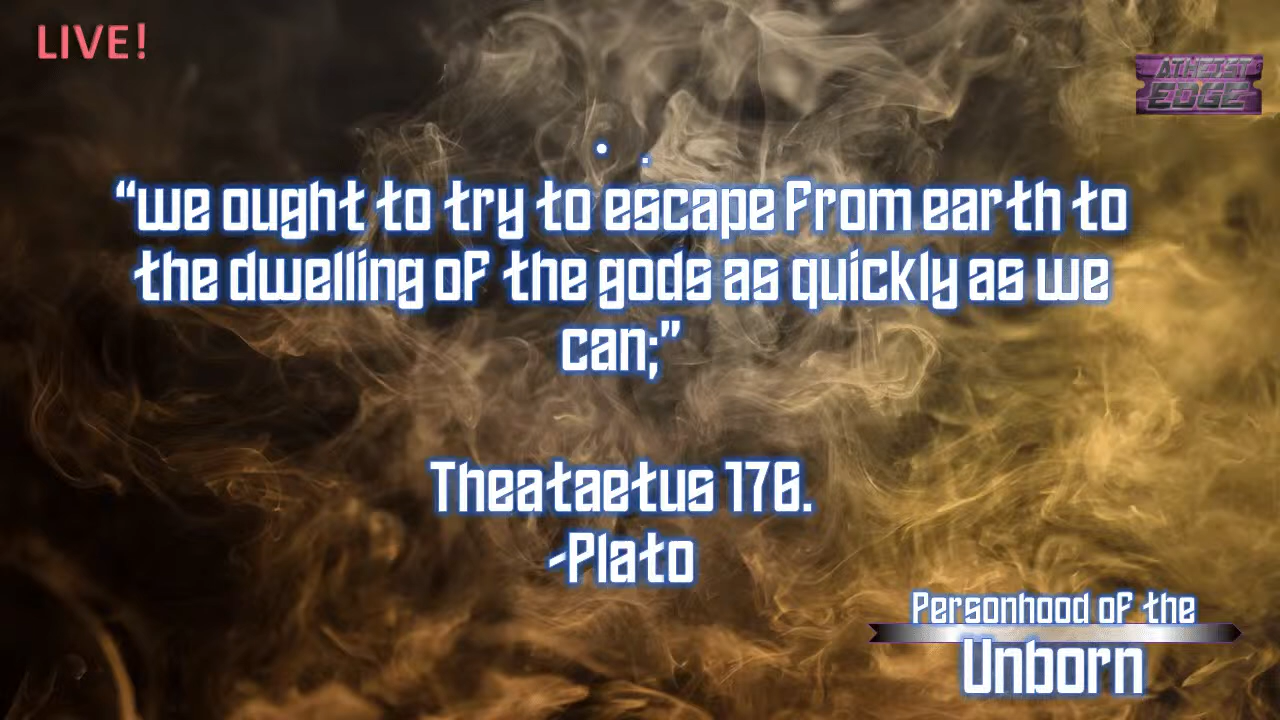 LIVE!
ATHEIST
EDGE
• .
“we ought to try to escape from earth to
the dwelling of the gods as quickly as we
can;”
Theataetus 176.
-Plato
Personhood of the
Unborn